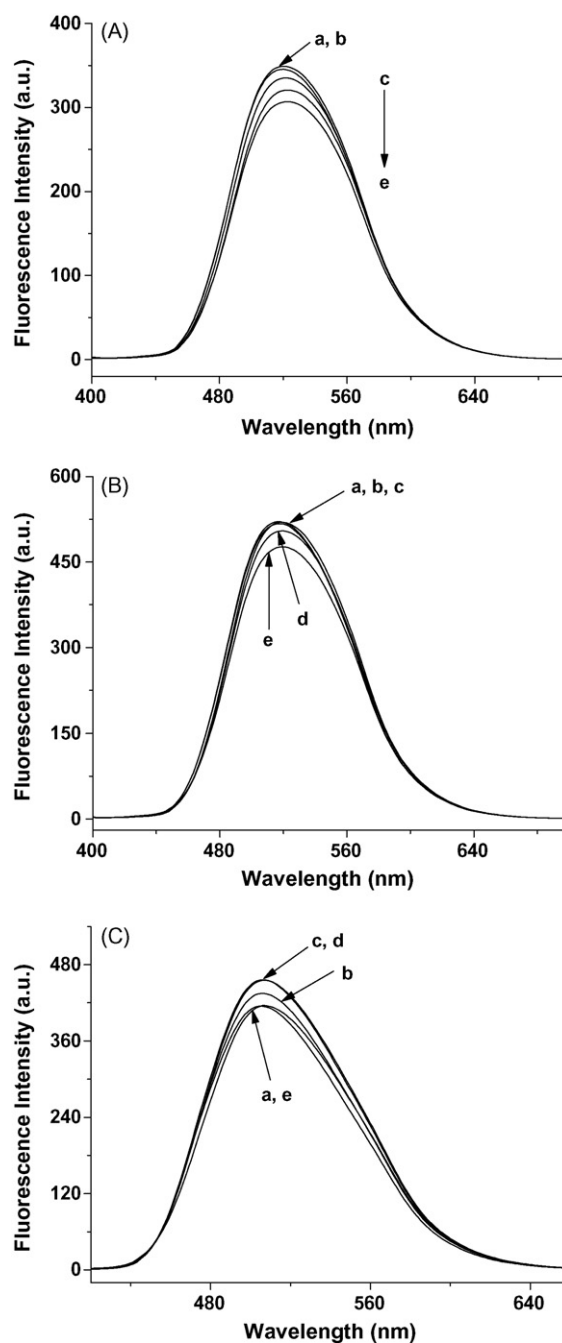 (A)
400
300
200
100
0
Fluorescence Intensity (a.u.)
a, b
c
e
400
480
560
640
Wavelength (nm)
(B)
600
450
300
150
0
Fluorescence Intensity (a.u.)
a, b, c
d
e
400
480
560
640
Wavelength (nm)
(C)
480
360
240
120
0
Fluorescence Intensity (a.u.)
c, d
b
a, e
480
560
640
Wavelength (nm)